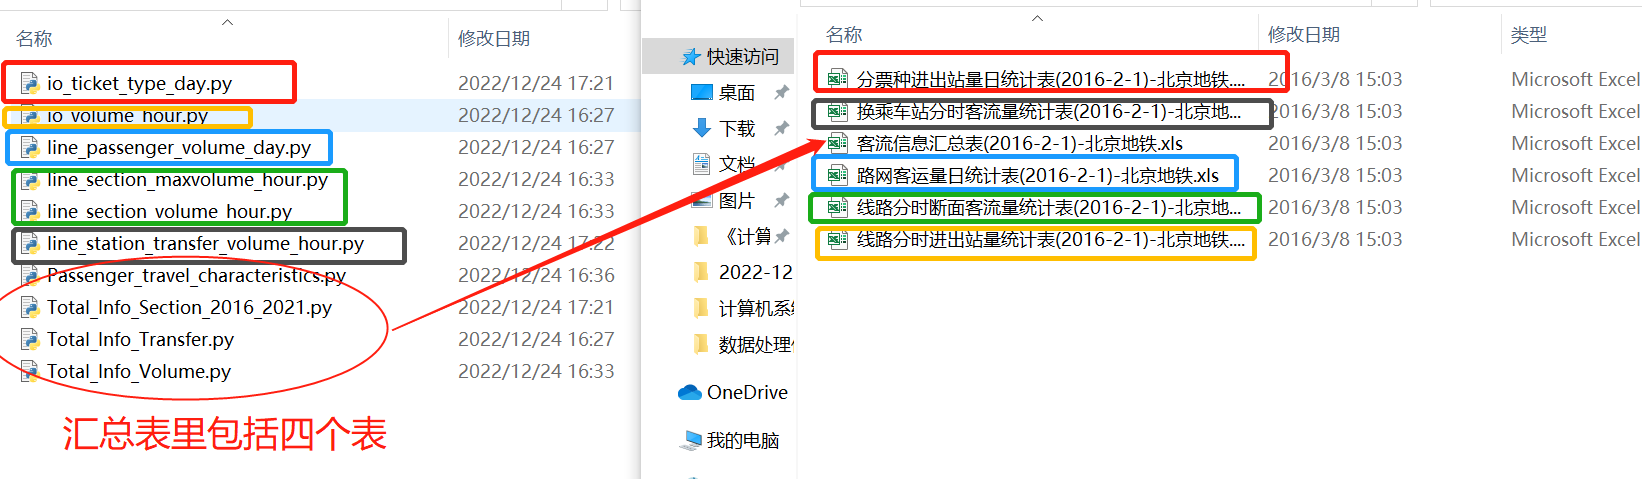 名称
修改日期
io_ticket_type_day.py
2022/12/24 17:21
io_volume_hour.py
2022/12/24 16:27
line_passenger_volume_day.py
2022/12/24 16:27
line_section_maxvolume_hour.py
2022/12/24 16:33
line_section_volume_hour.py
2022/12/24 16:33
line_station_transfer_volume_hour.py
2022/12/24 17:22
Passenger_travel_characteristics.py
2022/12/24 16:36
Total_Info_Section_2016_2021.py
2022/12/24 17:21
Total_Info_Transfer.py
2022/12/24 16:27
Total_Info_Volume.py
2022/12/24 16:33
汇总表里包括四个表
快速访问
桌面
下载
文档
图片
《计算
2022-12
计算机系统
数据处理
OneDrive
我的电脑
名称
修改日期
类型
分票种进出站量日统计表(2016-2-1)-北京地铁....
2016/3/8 15:03
Microsoft Excel
换乘车站分时客流量统计表(2016-2-1)-北京地...
2016/3/8 15:03
Microsoft Excel
客流信息汇总表(2016-2-1)-北京地铁.xls
2016/3/8 15:03
Microsoft Excel
路网客运量日统计表(2016-2-1)-北京地铁.xls
2016/3/8 15:03
Microsoft Excel
线路分时断面客流量统计表(2016-2-1)-北京地...
2016/3/8 15:03
Microsoft Excel
线路分时进出站量统计表(2016-2-1)-北京地铁....
2016/3/8 15:03
Microsoft Excel